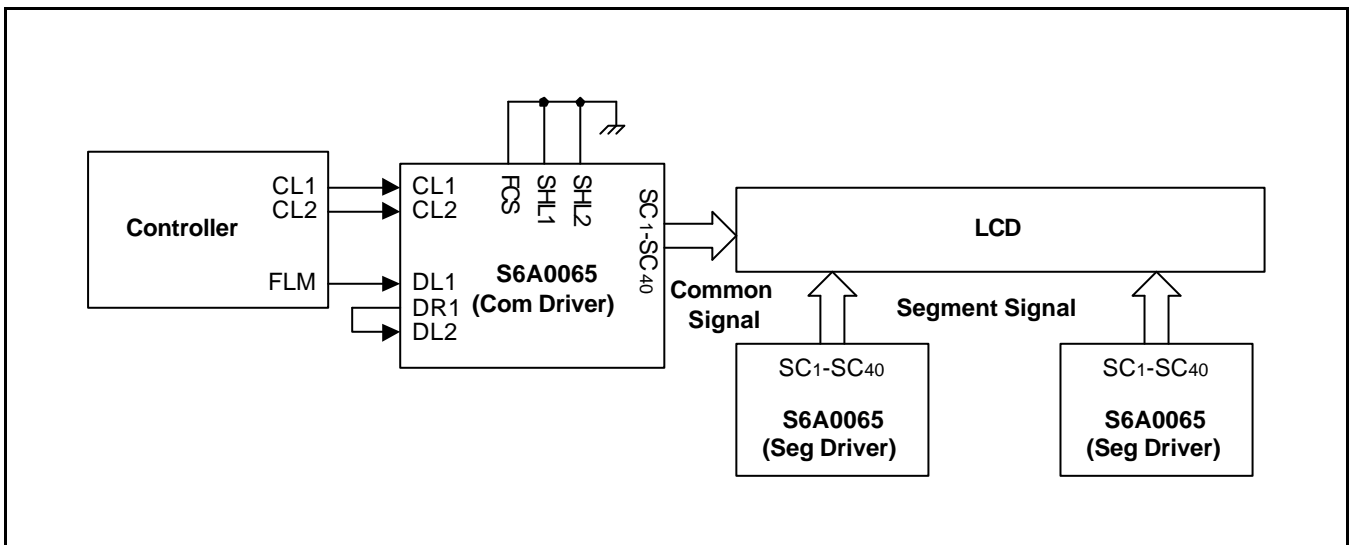 Controller
CL1
CL2
FLM
CL1
CL2
DL1
DR1
DL2
FCS
SHL1
SHL2
SC1-SC40
S6A0065
(Com Driver)
Common
Signal
LCD
Segment Signal
SC1-SC40
S6A0065
(Seg Driver)
SC1-SC40
S6A0065
(Seg Driver)